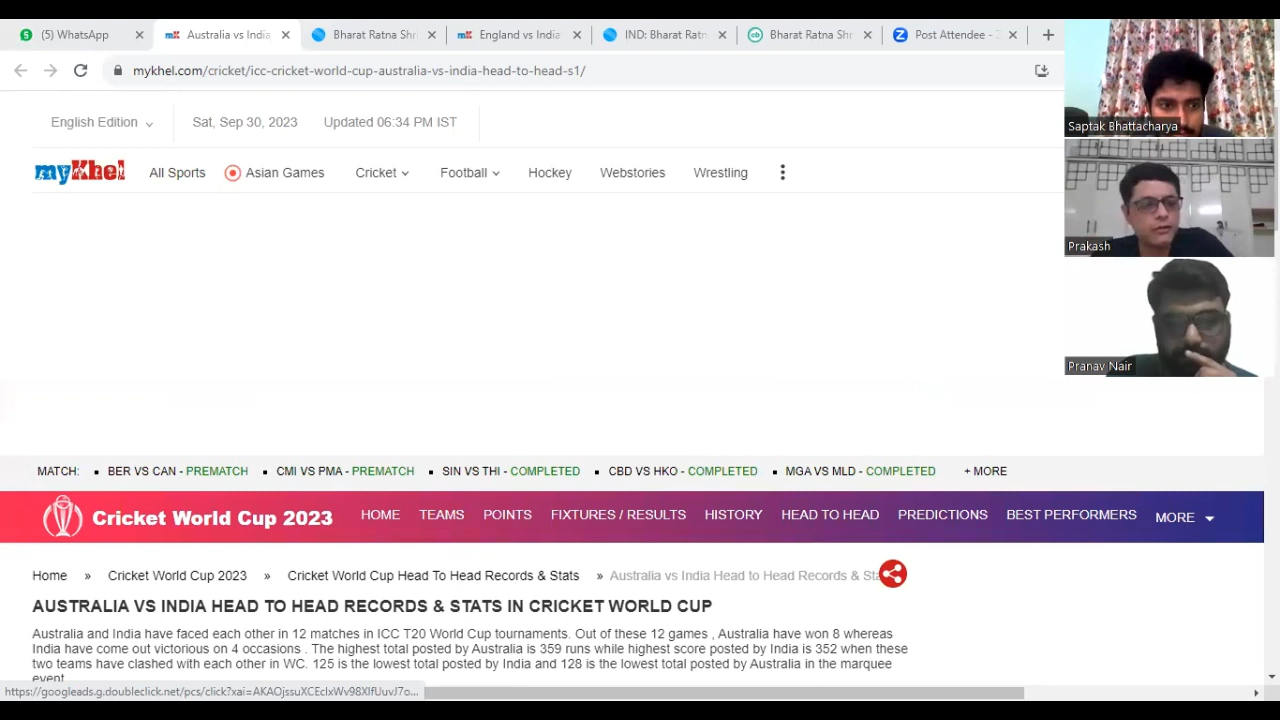 (5) WhatsApp
Australia vs India
Bharat Ratna Shr
England vs India
IND: Bharat Ratn
Bharat Ratna Shr
Post Attendee - Z
mykhel.com/cricket/icc-cricket-world-cup-australia-vs-india-head-to-head-s1/
English Edition
Sat, Sep 30, 2023
Updated 06:34 PM IST
myKhel
All Sports
Asian Games
Cricket
Football
Hockey
Webstories
Wrestling
Saptak Bhattacharya
Prakash
Pranav Nair
MATCH: ▪ BER VS CAN - PREMATCH ▪ CMI VS PMA - PREMATCH ▪ SIN VS THI - COMPLETED ▪ CBD VS HKO - COMPLETED ▪ MGA VS MLD - COMPLETED + MORE
Cricket World Cup 2023 HOME TEAMS POINTS FIXTURES / RESULTS HISTORY HEAD TO HEAD PREDICTIONS BEST PERFORMERS MORE
Home » Cricket World Cup 2023 » Cricket World Cup Head To Head Records & Stats » Australia vs India Head to Head Records & Sta
AUSTRALIA VS INDIA HEAD TO HEAD RECORDS & STATS IN CRICKET WORLD CUP
Australia and India have faced each other in 12 matches in ICC T20 World Cup tournaments. Out of these 12 games , Australia have won 8 whereas
India have come out victorious on 4 occasions . The highest total posted by Australia is 359 runs while highest score posted by India is 352 when these
two teams have clashed with each other in WC. 125 is the lowest total posted by India and 128 is the lowest total posted by Australia in the marquee
event